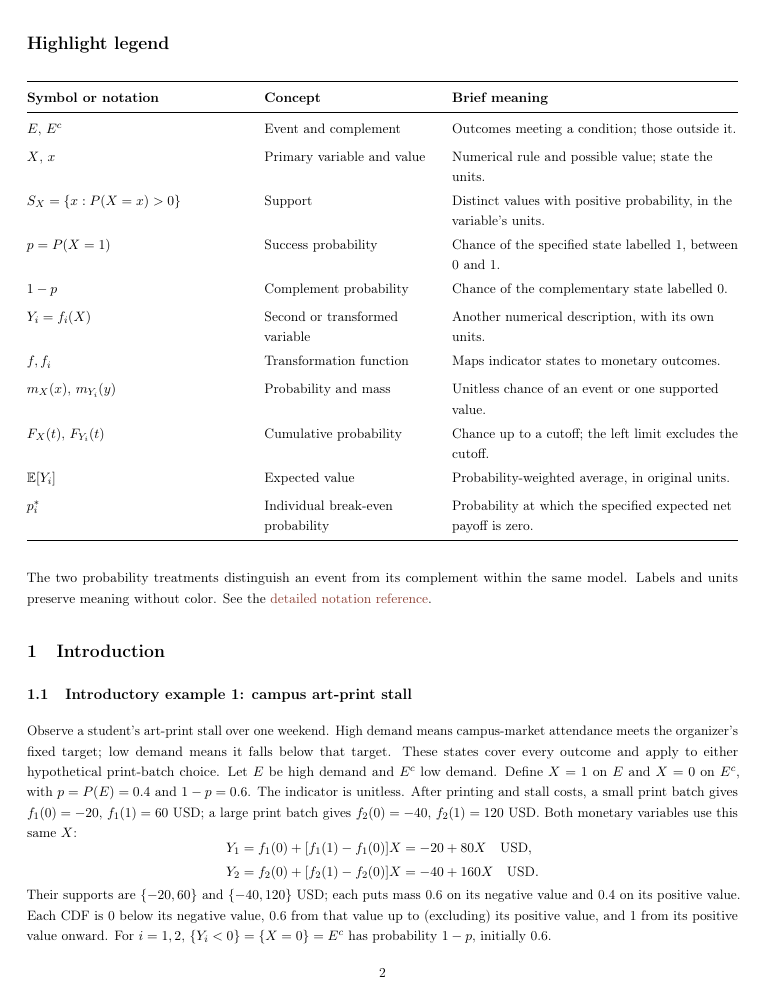 Highlight legend
Symbol or notation Concept Brief meaning
E, Eᶜ Event and complement Outcomes meeting a condition; those outside it.
X, x Primary variable and value Numerical rule and possible value; state the
units.
S_X = {x : P(X = x) > 0} Support Distinct values with positive probability, in the
variable's units.
p = P(X = 1) Success probability Chance of the specified state labelled 1, between
0 and 1.
1 − p Complement probability Chance of the complementary state labelled 0.
Y_i = f_i(X) Second or transformed Another numerical description, with its own
variable units.
f, f_i Transformation function Maps indicator states to monetary outcomes.
m_X(x), m_{Y_i}(y) Probability and mass Unitless chance of an event or one supported
value.
F_X(t), F_{Y_i}(t) Cumulative probability Chance up to a cutoff; the left limit excludes the
cutoff.
𝔼[Y_i] Expected value Probability-weighted average, in original units.
p_i^* Individual break-even Probability at which the specified expected net
probability payoff is zero.
The two probability treatments distinguish an event from its complement within the same model. Labels and units
preserve meaning without color. See the detailed notation reference.
1 Introduction
1.1 Introductory example 1: campus art-print stall
Observe a student's art-print stall over one weekend. High demand means campus-market attendance meets the organizer's
fixed target; low demand means it falls below that target. These states cover every outcome and apply to either
hypothetical print-batch choice. Let E be high demand and Eᶜ low demand. Define X = 1 on E and X = 0 on Eᶜ,
with p = P(E) = 0.4 and 1 − p = 0.6. The indicator is unitless. After printing and stall costs, a small print batch gives
f₁(0) = −20, f₁(1) = 60 USD; a large print batch gives f₂(0) = −40, f₂(1) = 120 USD. Both monetary variables use this
same X:
Y₁ = f₁(0) + [f₁(1) − f₁(0)]X = −20 + 80X USD,
Y₂ = f₂(0) + [f₂(1) − f₂(0)]X = −40 + 160X USD.
Their supports are {−20, 60} and {−40, 120} USD; each puts mass 0.6 on its negative value and 0.4 on its positive value.
Each CDF is 0 below its negative value, 0.6 from that value up to (excluding) its positive value, and 1 from its positive
value onward. For i = 1, 2, {Y_i < 0} = {X = 0} = Eᶜ has probability 1 − p, initially 0.6.
2